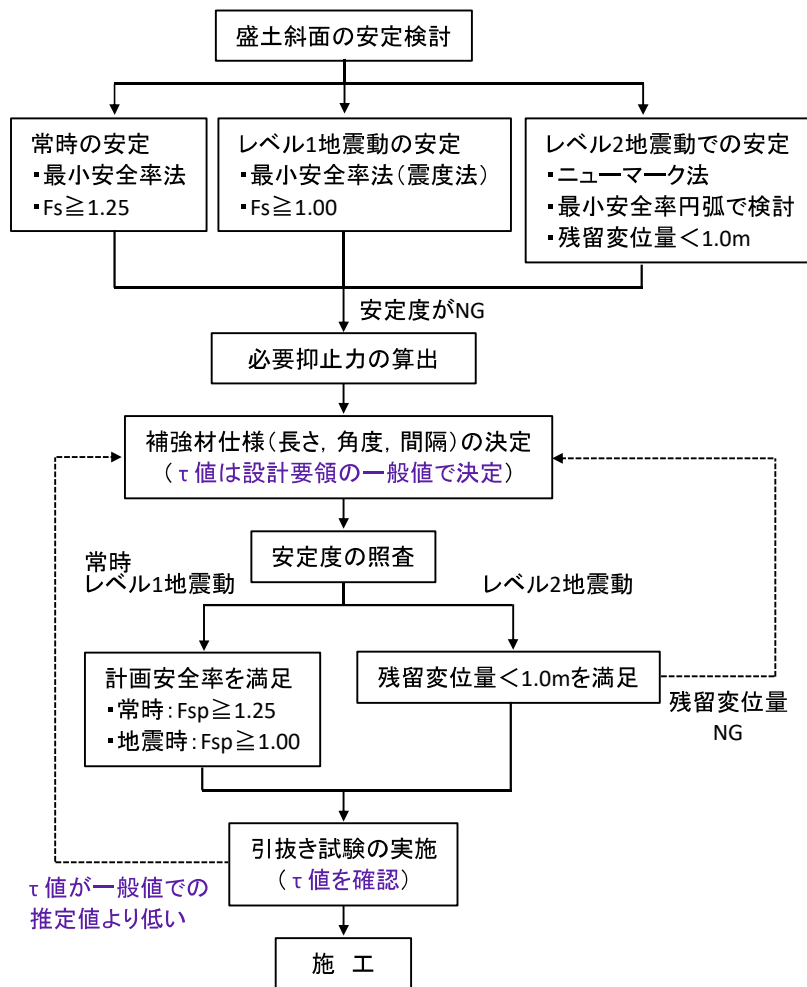 盛土斜面の安定検討
常時の安定
・最小安全率法
・Fs≧1.25
レベル1地震動の安定
・最小安全率法(震度法)
・Fs≧1.00
レベル2地震動での安定
・ニューマーク法
・最小安全率円弧で検討
・残留変位量<1.0m
安定度がNG
必要抑止力の算出
補強材仕様(長さ,角度,間隔)の決定
(τ値は設計要領の一般値で決定)
安定度の照査
常時
レベル1地震動
レベル2地震動
計画安全率を満足
・常時:Fsp≧1.25
・地震時:Fsp≧1.00
残留変位量<1.0mを満足
残留変位量
NG
引抜き試験の実施
(τ値を確認)
τ値が一般値での
推定値より低い
施 工